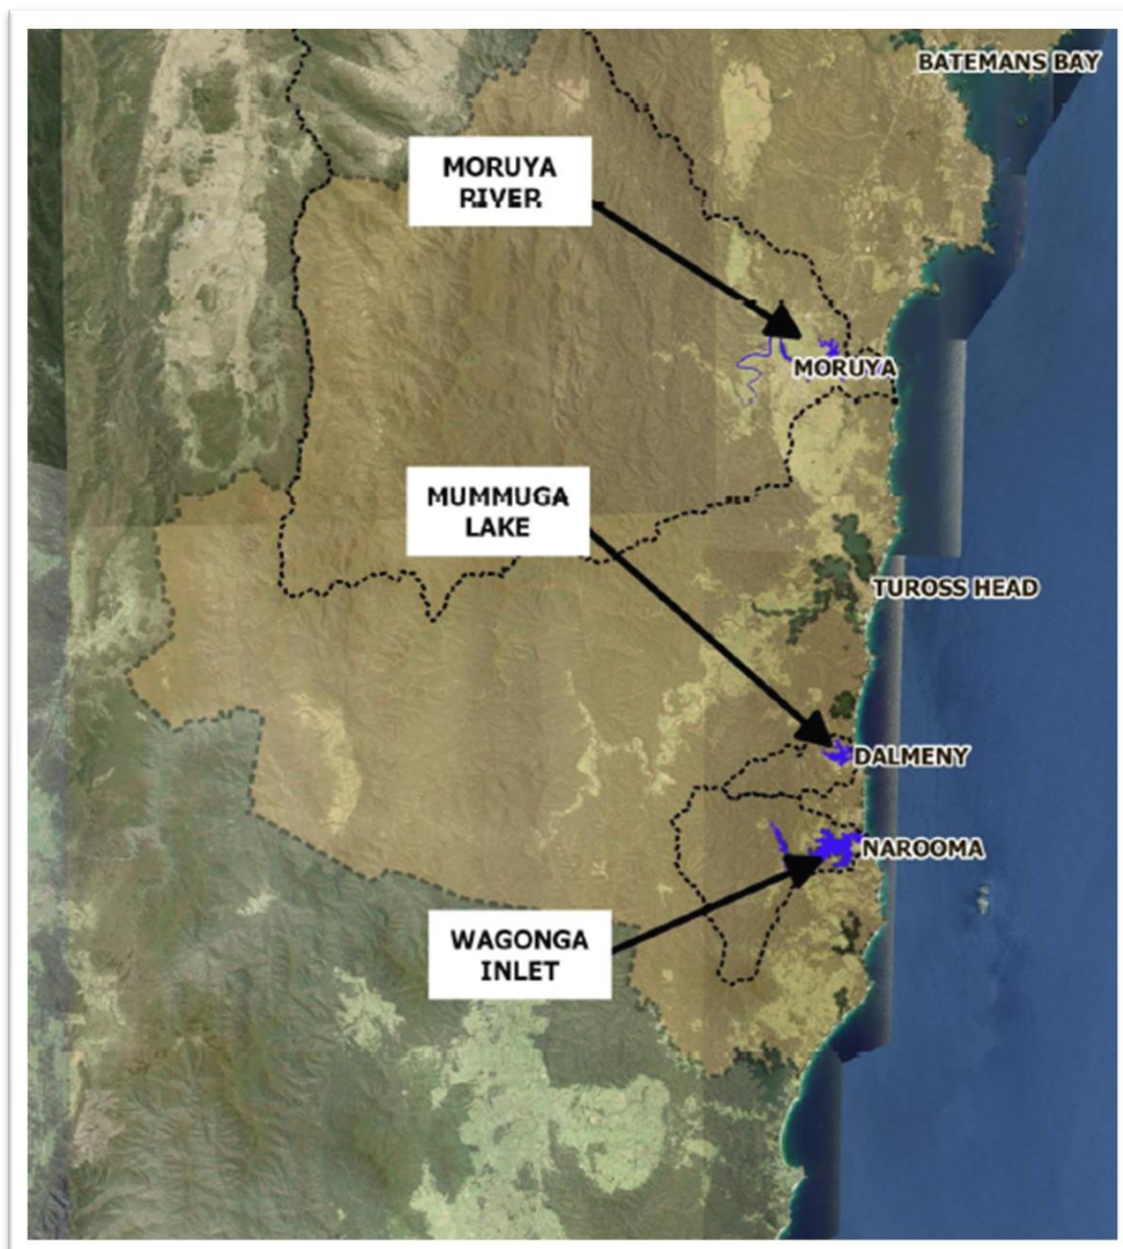 BATEMANS BAY
MORUYA
RIVER
MORUYA
MUMMUGA
LAKE
TUROSS HEAD
DALMENY
NAROOMA
WAGONGA
INLET